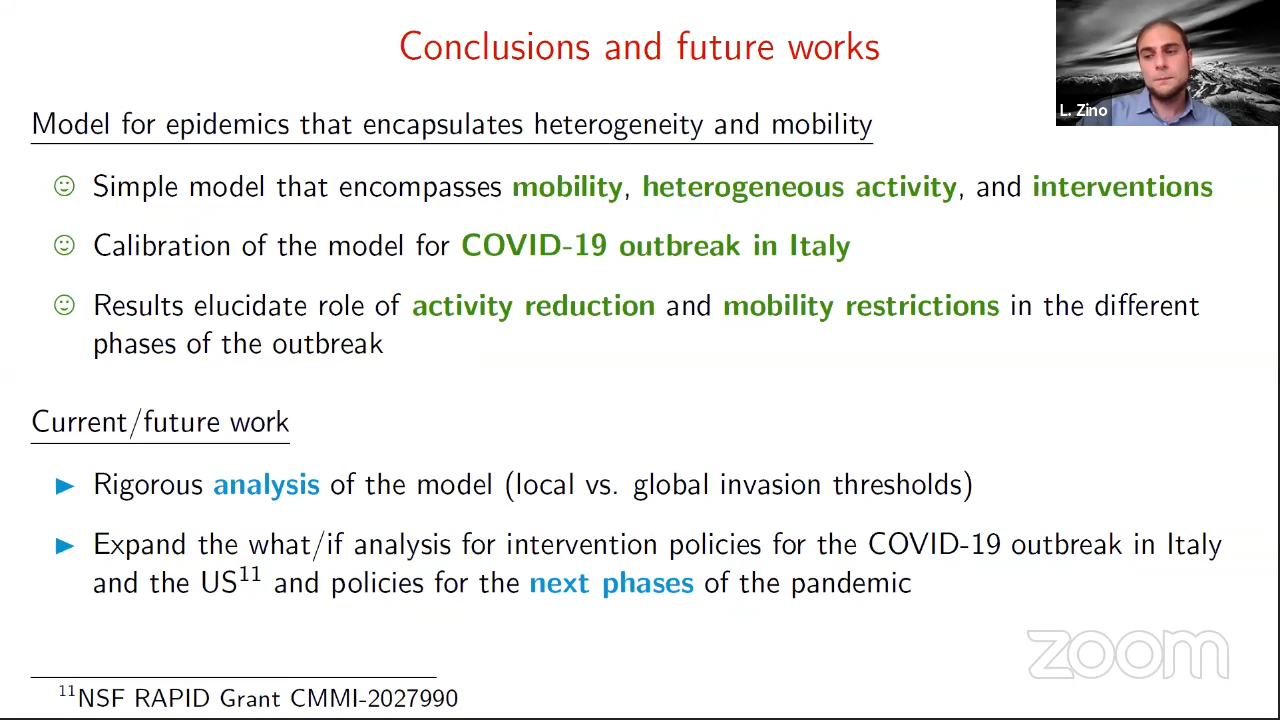 Conclusions and future works
L. Zino
Model for epidemics that encapsulates heterogeneity and mobility
Simple model that encompasses mobility, heterogeneous activity, and interventions
Calibration of the model for COVID-19 outbreak in Italy
Results elucidate role of activity reduction and mobility restrictions in the different
phases of the outbreak
Current/future work
Rigorous analysis of the model (local vs. global invasion thresholds)
Expand the what/if analysis for intervention policies for the COVID-19 outbreak in Italy
and the US11 and policies for the next phases of the pandemic
zoom
11NSF RAPID Grant CMMI-2027990